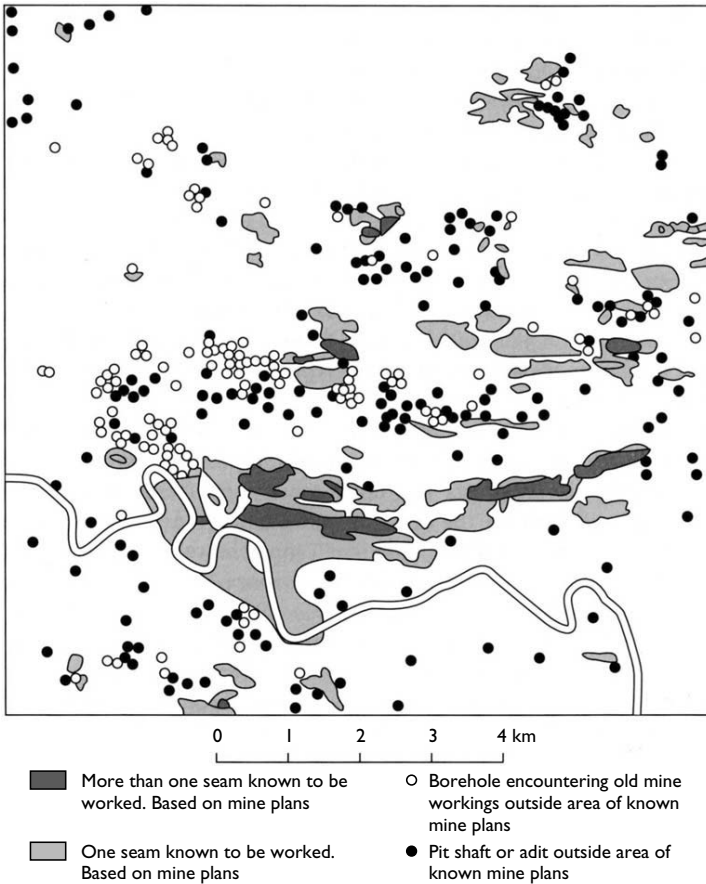 0 1 2 3 4 km
More than one seam known to be
worked. Based on mine plans
Borehole encountering old mine
workings outside area of known
mine plans
One seam known to be worked.
Based on mine plans
Pit shaft or adit outside area of
known mine plans